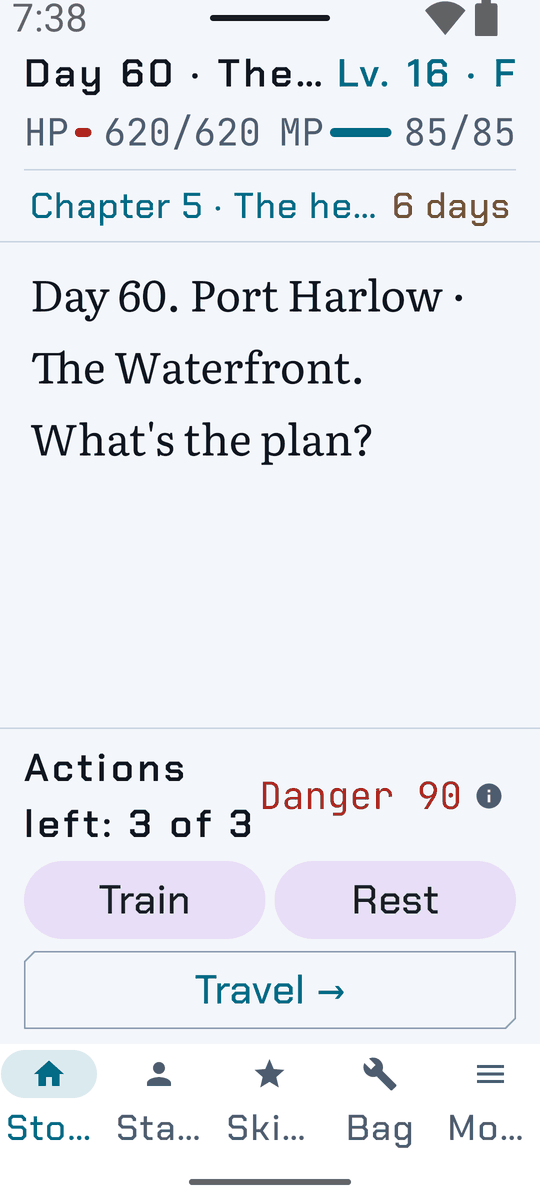 7:38
Day 60 · The… Lv. 16 · F
HP 620/620 MP 85/85
Chapter 5 · The he… 6 days
Day 60. Port Harlow ·
The Waterfront.
What's the plan?
Actions
left: 3 of 3
Danger 90
Train Rest
Travel →
Sto… Sta… Ski… Bag Mo…